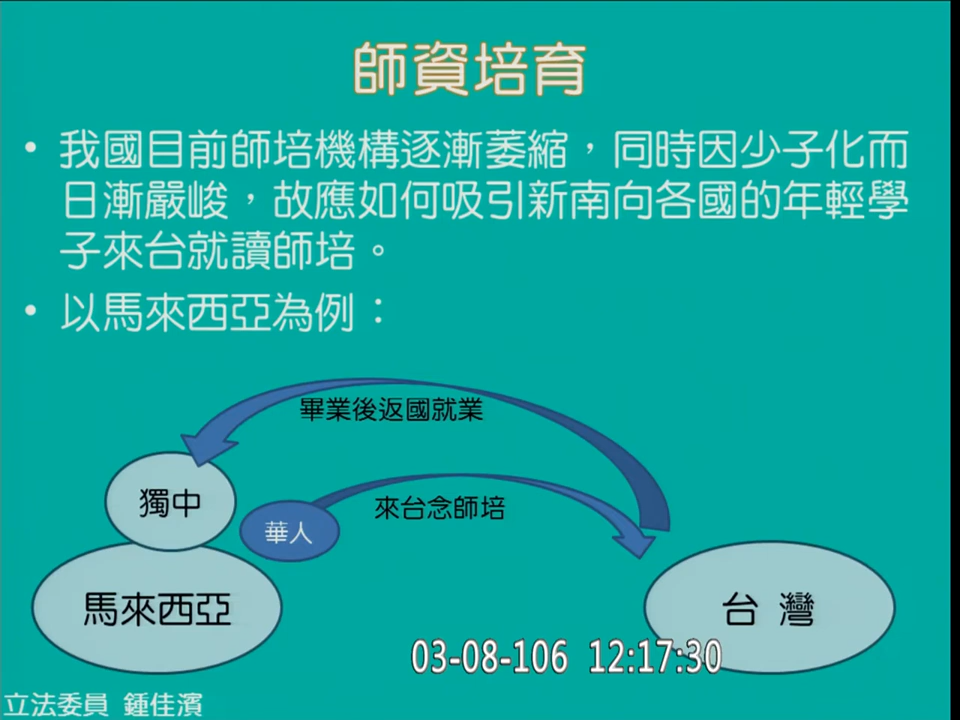 師資培育
• 我國目前師培機構逐漸萎縮，同時因少子化而
日漸嚴峻，故應如何吸引新南向各國的年輕學
子來台就讀師培。
• 以馬來西亞為例：
畢業後返國就業
獨中
來台念師培
華人
馬來西亞
台 灣
03-08-106 12:17:30
立法委員 鍾佳濱